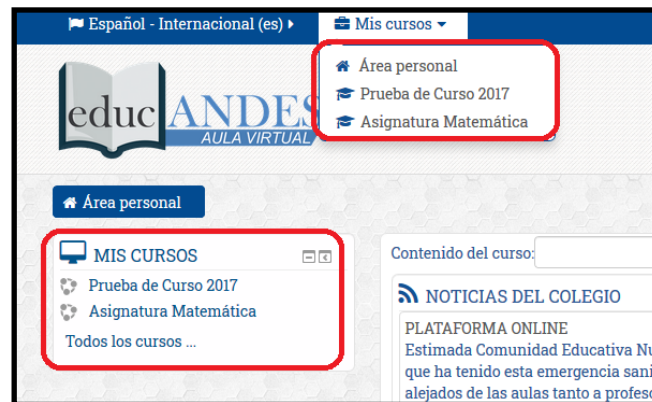 Español - Internacional (es)
Mis cursos
Área personal
Prueba de Curso 2017
Asignatura Matemática
educ ANDES
AULA VIRTUAL
Área personal
MIS CURSOS
Prueba de Curso 2017
Asignatura Matemática
Todos los cursos ...
Contenido del curso:
NOTICIAS DEL COLEGIO
PLATAFORMA ONLINE
Estimada Comunidad Educativa
que ha tenido esta emergencia
alejados de las aulas tanto a